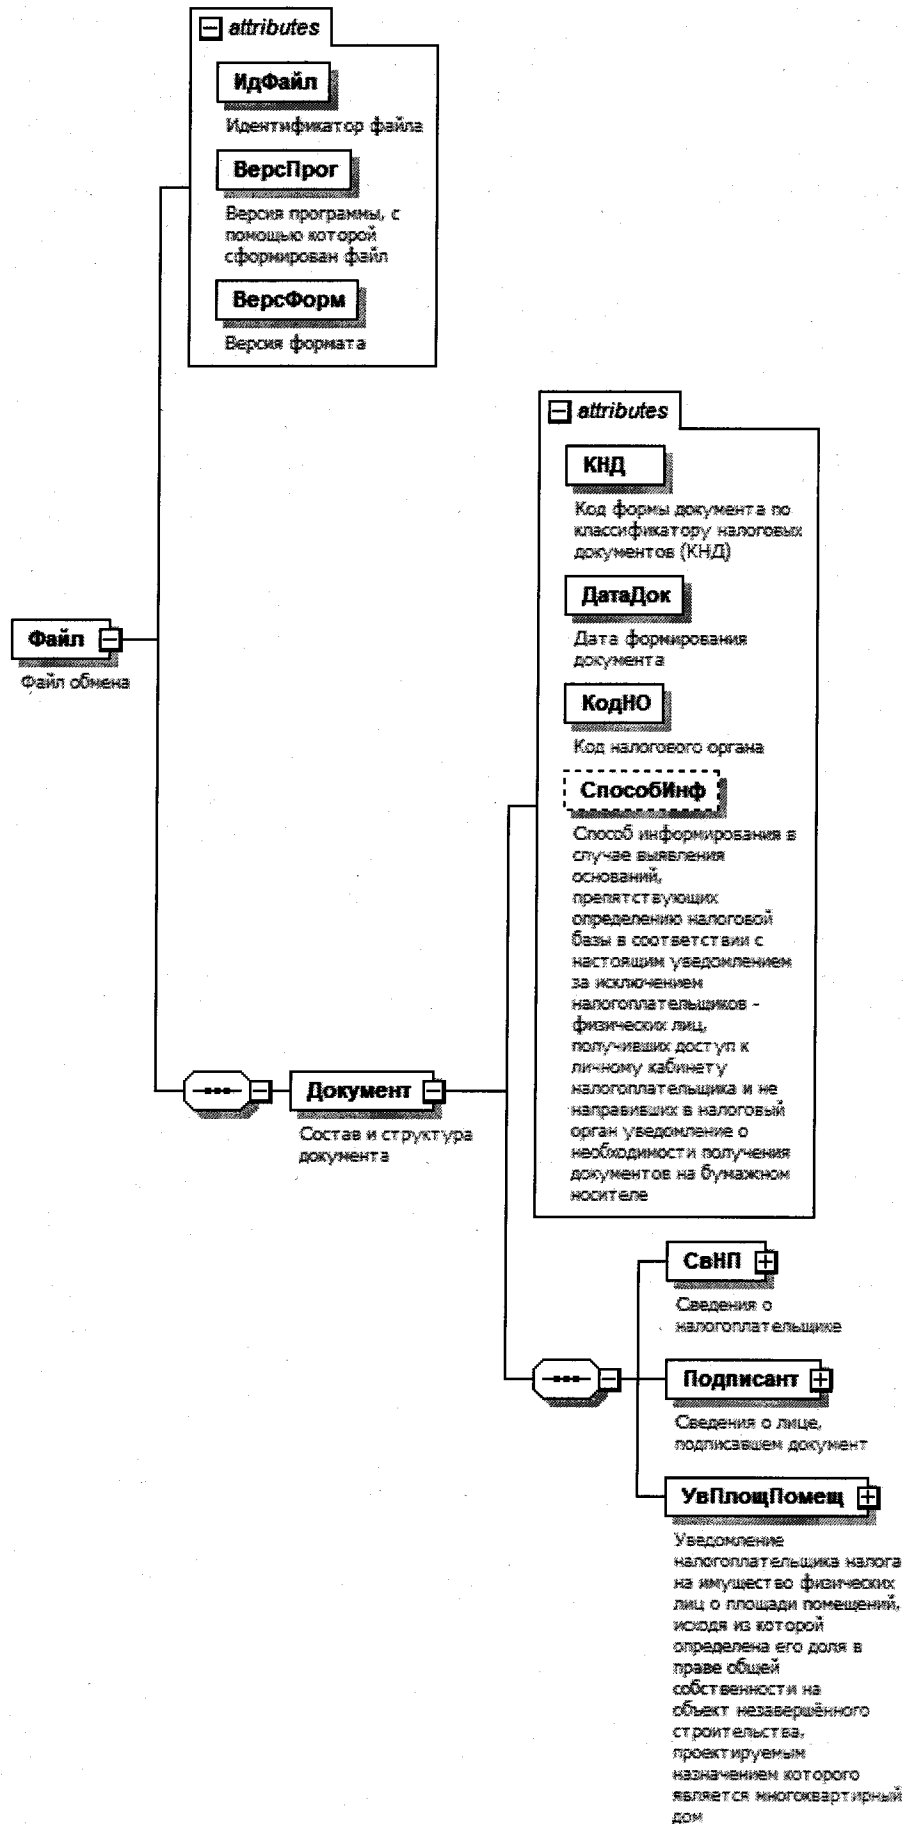 attributes
ИдФайл
Идентификатор файла
ВерсПрог
Версия программы, с
помощью которой
сформирован файл
ВерсФорм
Версия формата
Файл
Файл обмена
Документ
Состав и структура
документа
attributes
КНД
Код формы документа по
классификатору налоговых
документов (КНД)
ДатаДок
Дата формирования
документа
КодНО
Код налогового органа
СпособИнф
Способ информирования в
случае выявления
оснований,
препятствующих
определению налоговой
базы в соответствии с
настоящим уведомлением
за исключением
налогоплательщиков -
физических лиц,
получивших доступ к
личному кабинету
налогоплательщика и не
направивших в налоговый
орган уведомление о
необходимости получения
документов на бумажном
носителе
СвНП
Сведения о
налогоплательщике
Подписант
Сведения о лице,
подписавшем документ
УвПлощПомещ
Уведомление
налогоплательщика налога
на имущество физических
лиц о площади помещений,
исходя из которой
определена его доля в
праве общей
собственности на
объект незавершённого
строительства,
проектируемым
назначением которого
является многоквартирный
дом